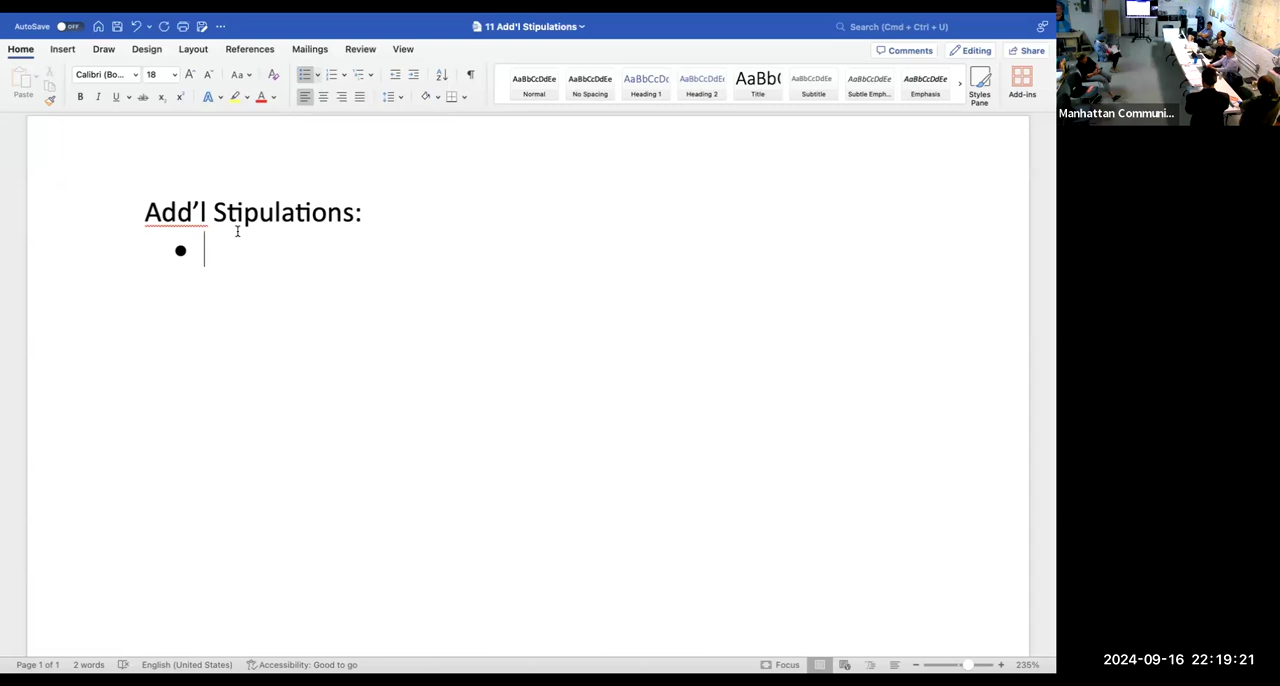 AutoSave OFF
11 Add'l Stipulations
Search (Cmd + Ctrl + U)
Home Insert Draw Design Layout References Mailings Review View
Comments Editing Share
Paste
Calibri (Bo... 18
AaBbCcDdEe AaBbCcDdEe AaBbCcDc AaBbCcDdEe AaBb( AaBbCcDdEe AaBbCcDdEe AaBbCcDdEe
Normal No Spacing Heading 1 Heading 2 Title Subtitle Subtle Emph... Emphasis
Styles Pane
Add-ins
Manhattan Communi...
Add'l Stipulations:
Page 1 of 1 2 words English (United States) Accessibility: Good to go
Focus 235%
2024-09-16 22:19:21